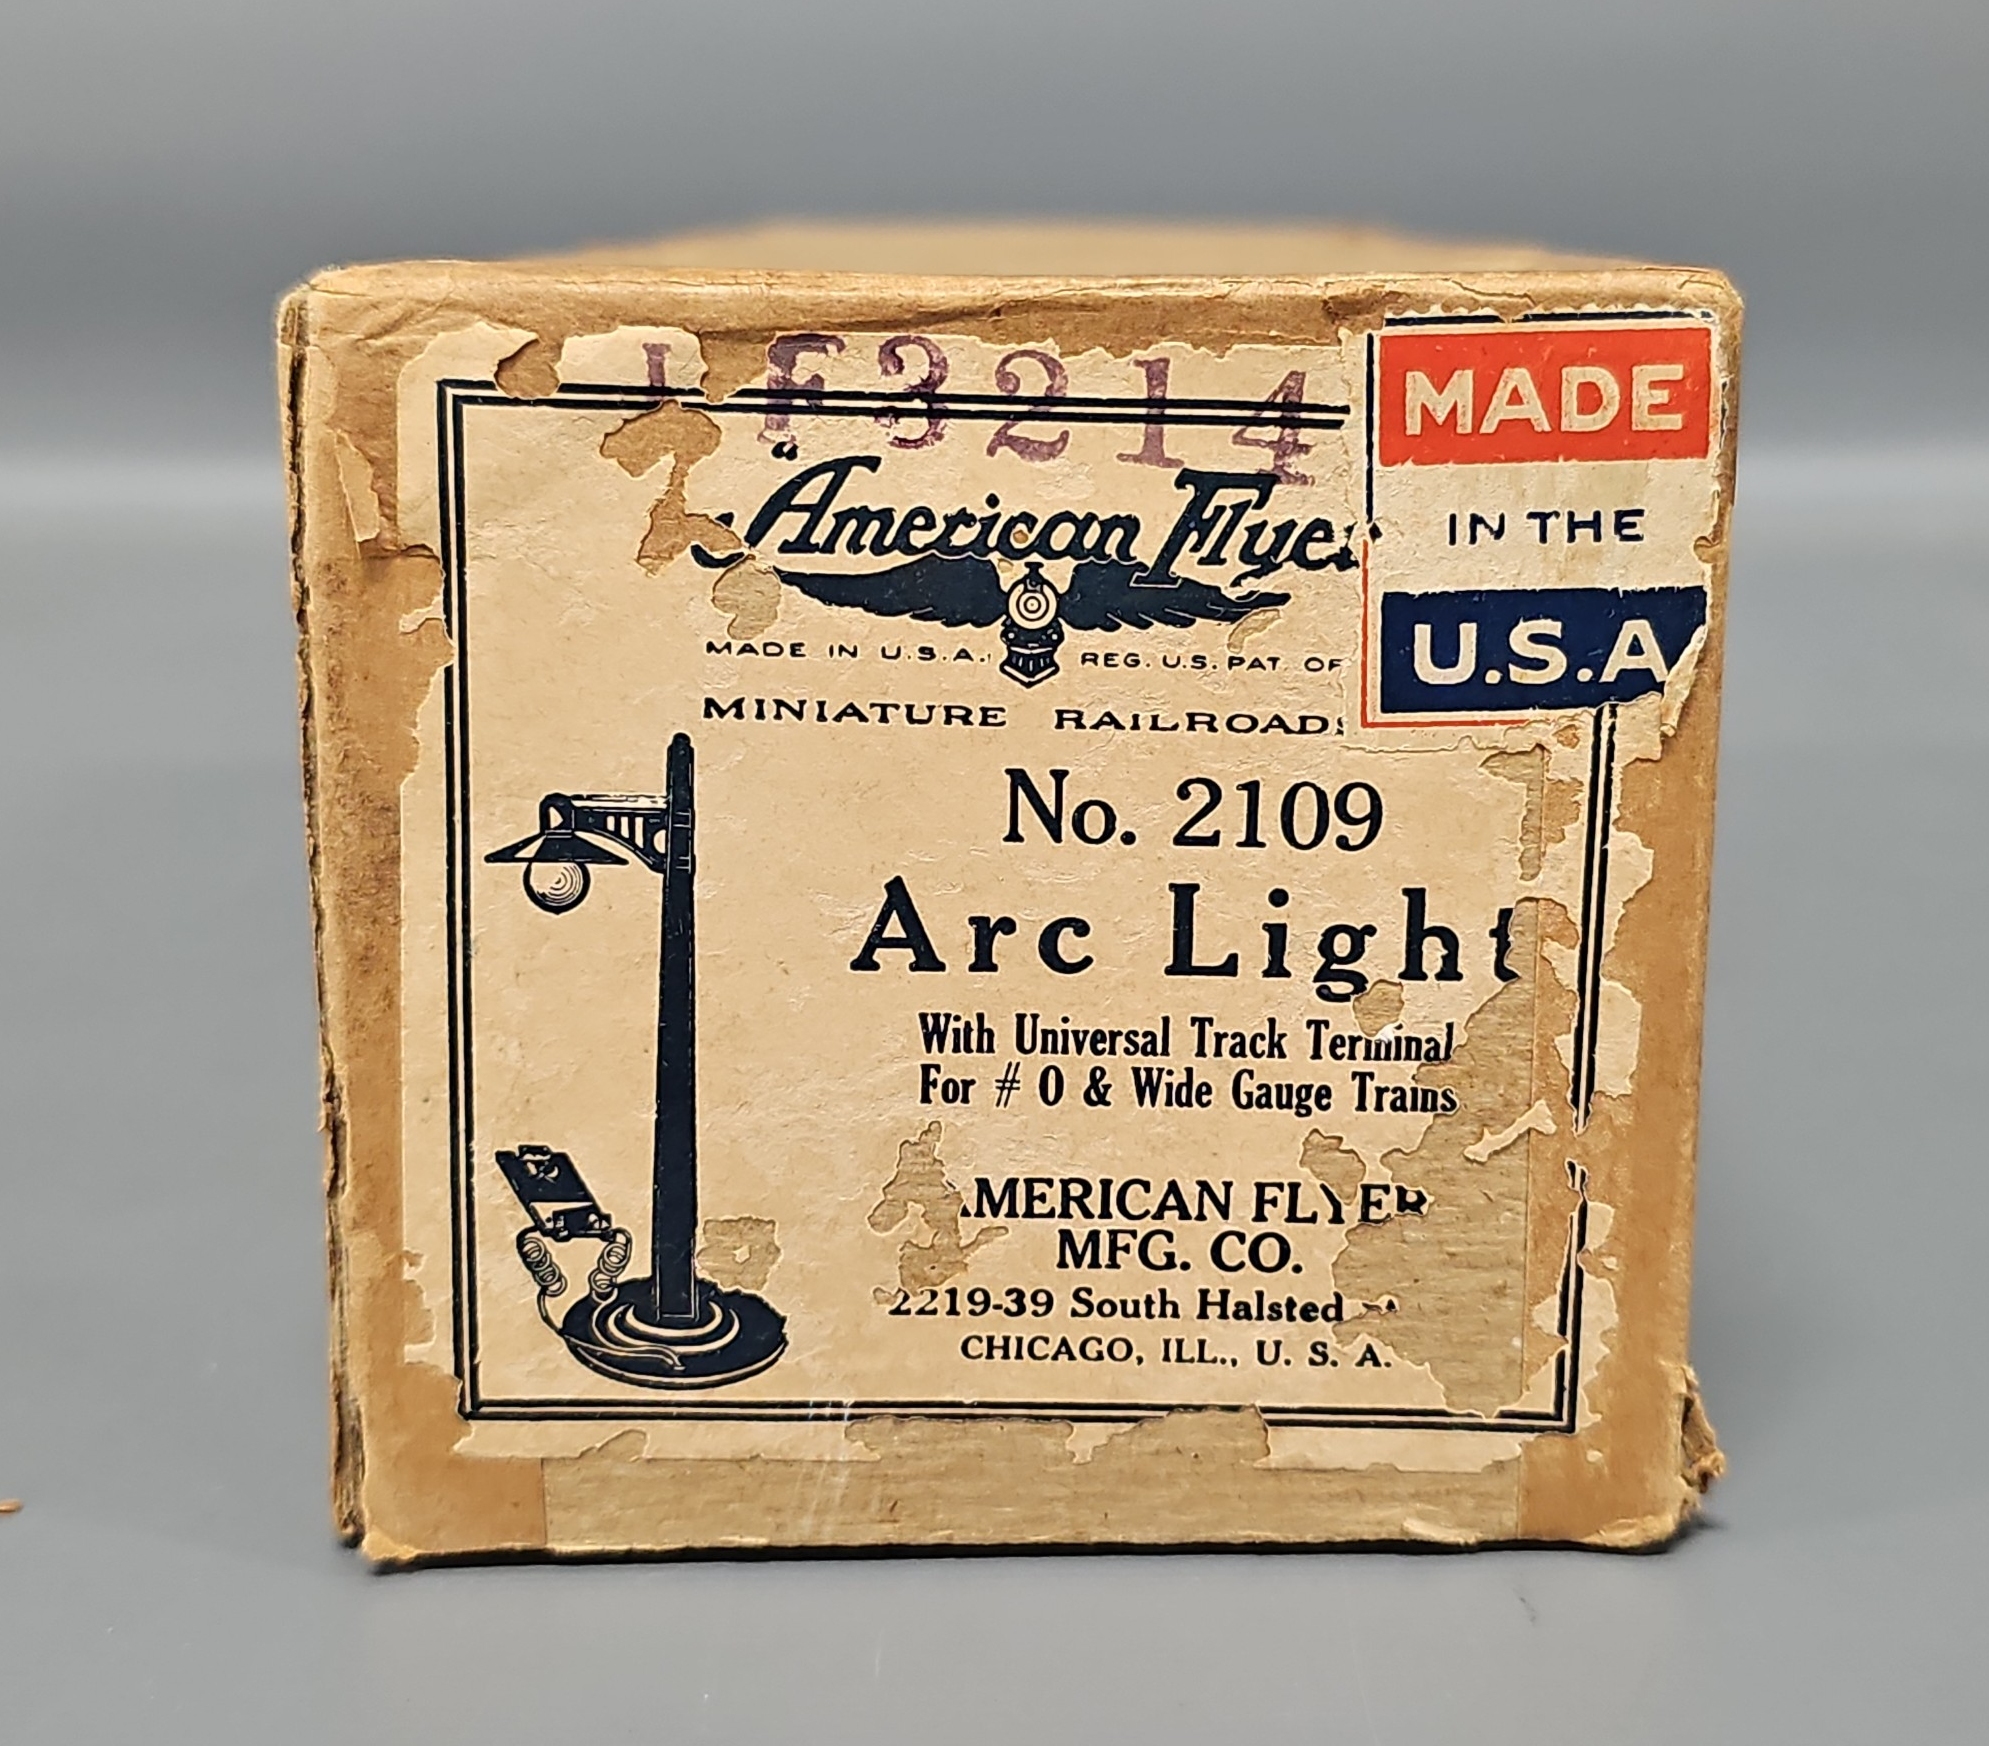 F3214
MADE
IN THE
U.S.A
"American Flye
MADE IN U.S.A. REG. U.S. PAT. OF
MINIATURE RAILROADS
No. 2109
Arc Light
With Universal Track Terminal
For # 0 & Wide Gauge Trains
MERICAN FLYER
MFG. CO.
2219-39 South Halsted
CHICAGO, ILL., U. S. A.